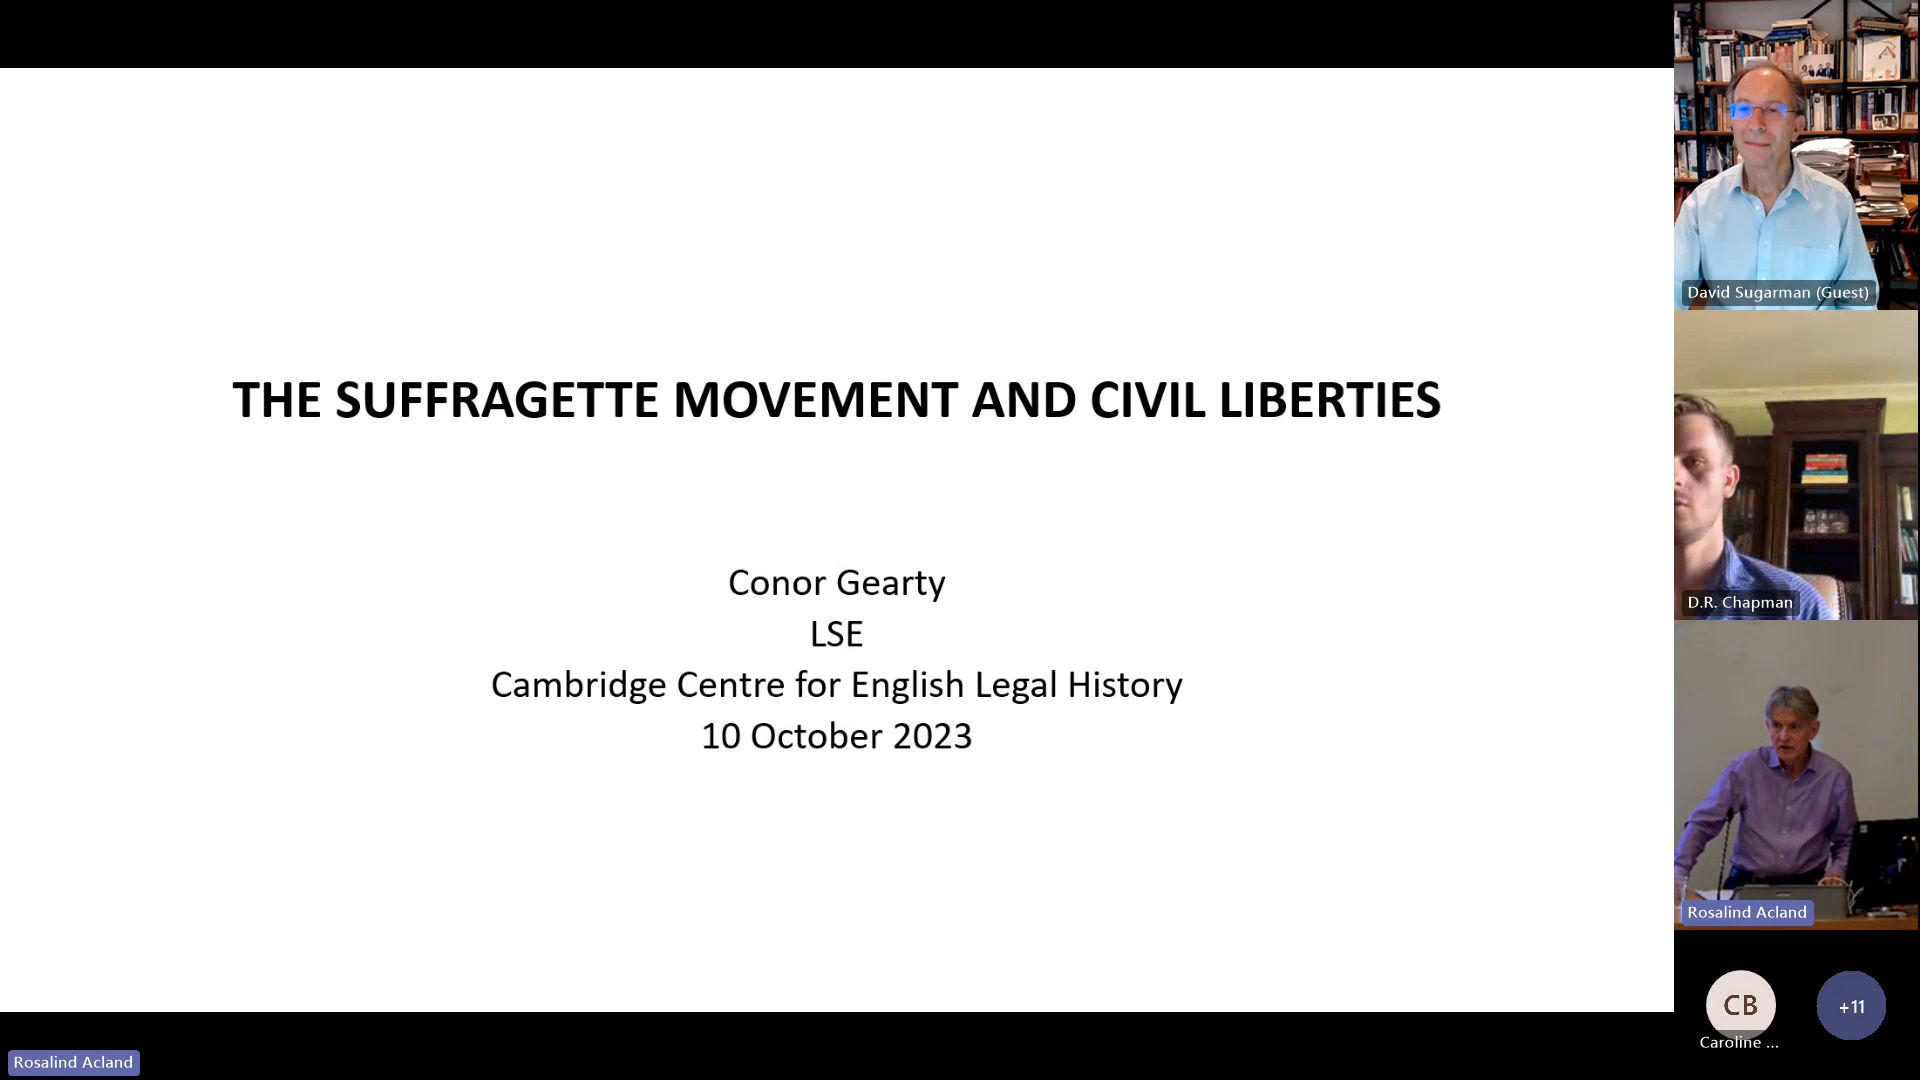 THE SUFFRAGETTE MOVEMENT AND CIVIL LIBERTIES
Conor Gearty
LSE
Cambridge Centre for English Legal History
10 October 2023
David Sugarman (Guest)
D.R. Chapman
Rosalind Acland
CB
+11
Caroline ...
Rosalind Acland